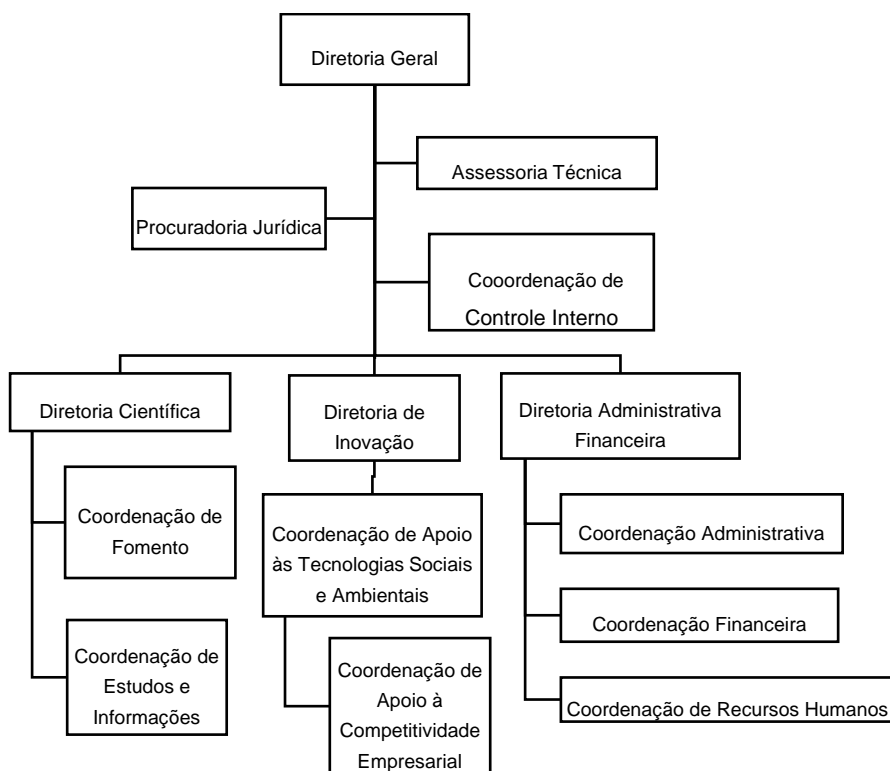 Diretoria Geral
Assessoria Técnica
Procuradoria Jurídica
Cooordenação de
Controle Interno
Diretoria Científica
Diretoria de
Inovação
Diretoria Administrativa
Financeira
Coordenação de
Fomento
Coordenação de
Estudos e
Informações
Coordenação de Apoio
às Tecnologias Sociais
e Ambientais
Coordenação de
Apoio à
Competitividade
Empresarial
Coordenação Administrativa
Coordenação Financeira
Coordenação de Recursos Humanos